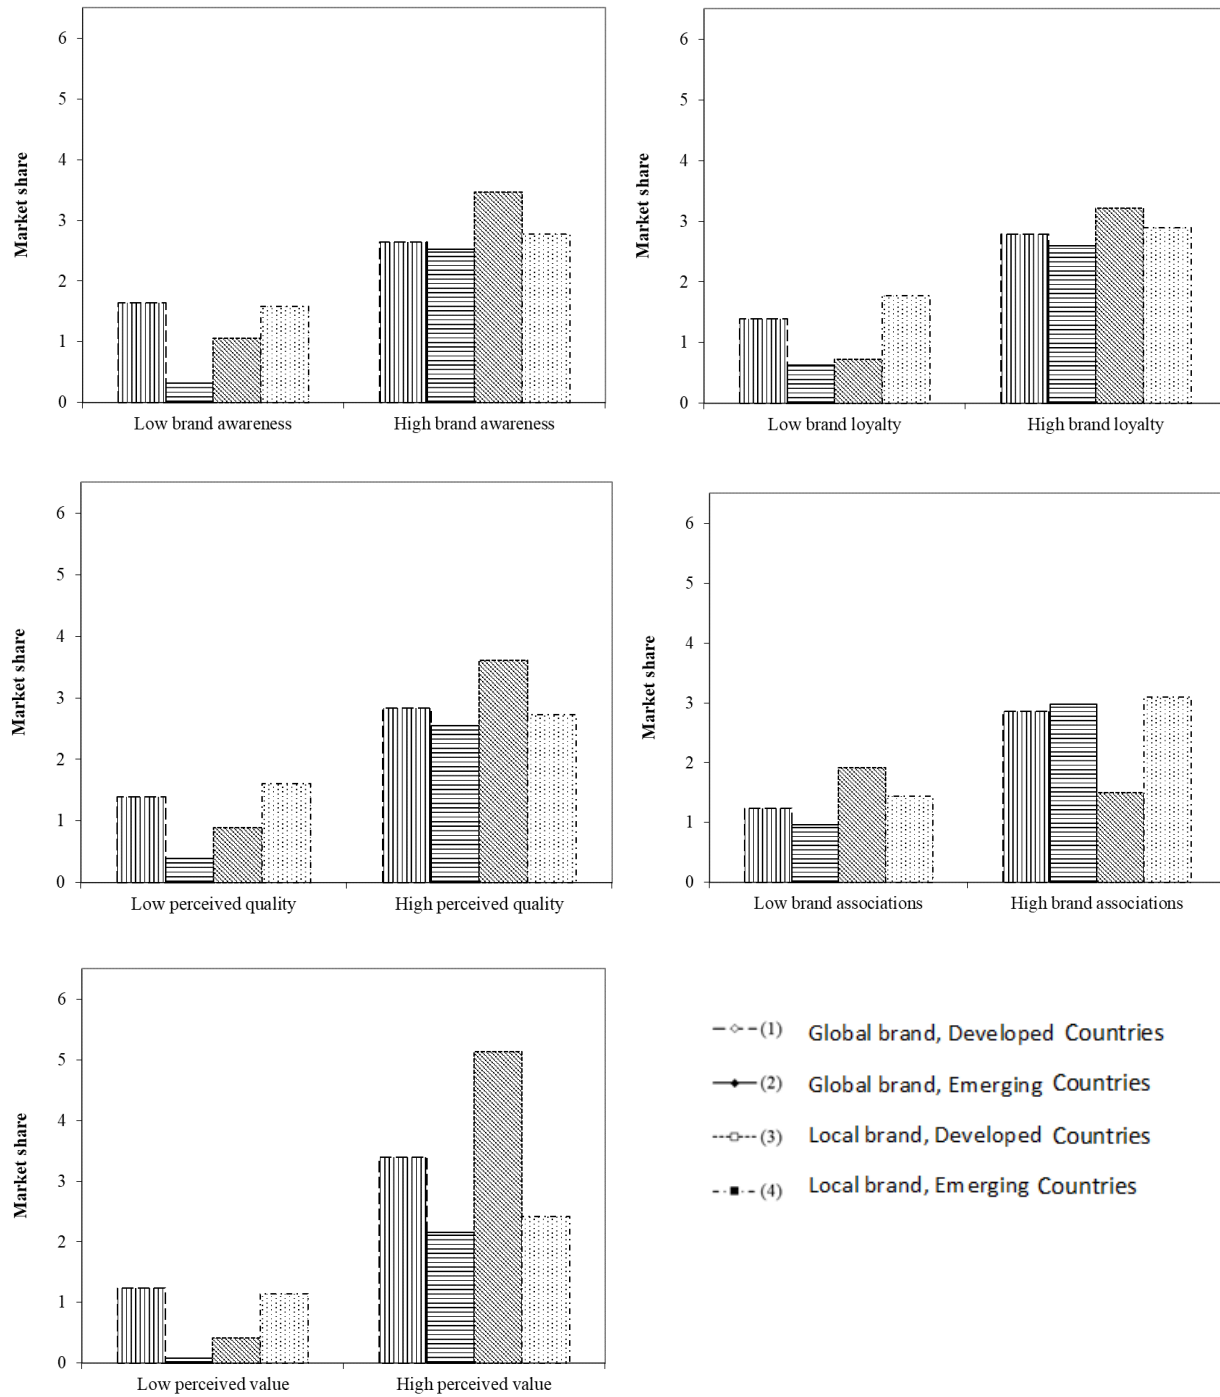 Market share
6
5
4
3
2
1
0
Low brand awareness High brand awareness
Market share
6
5
4
3
2
1
0
Low brand loyalty High brand loyalty
Market share
6
5
4
3
2
1
0
Low perceived quality High perceived quality
Market share
6
5
4
3
2
1
0
Low brand associations High brand associations
Market share
6
5
4
3
2
1
0
Low perceived value High perceived value
(1) Global brand, Developed Countries
(2) Global brand, Emerging Countries
(3) Local brand, Developed Countries
(4) Local brand, Emerging Countries